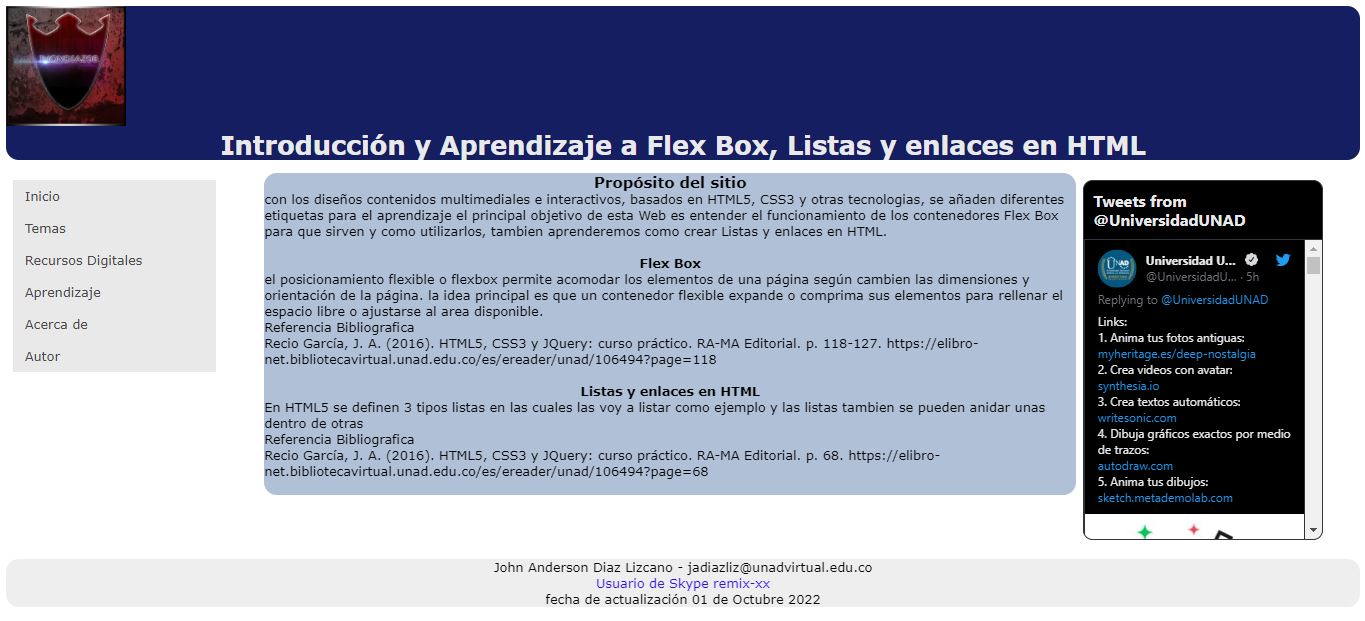 Introducción y Aprendizaje a Flex Box, Listas y enlaces en HTML
Inicio
Temas
Recursos Digitales
Aprendizaje
Acerca de
Autor
Propósito del sitio
con los diseños contenidos multimediales e interactivos, basados en HTML5, CSS3 y otras tecnologias, se añaden diferentes
etiquetas para el aprendizaje el principal objetivo de esta Web es entender el funcionamiento de los contenedores Flex Box
para que sirven y como utilizarlos, tambien aprenderemos como crear Listas y enlaces en HTML.
Flex Box
el posicionamiento flexible o flexbox permite acomodar los elementos de una página según cambien las dimensiones y
orientación de la página. la idea principal es que un contenedor flexible expande o comprima sus elementos para rellenar el
espacio libre o ajustarse al area disponible.
Referencia Bibliografica
Recio García, J. A. (2016). HTML5, CSS3 y JQuery: curso práctico. RA-MA Editorial. p. 118-127. https://elibro-
net.bibliotecavirtual.unad.edu.co/es/ereader/unad/106494?page=118
Listas y enlaces en HTML
En HTML5 se definen 3 tipos listas en las cuales las voy a listar como ejemplo y las listas tambien se pueden anidar unas
dentro de otras
Referencia Bibliografica
Recio García, J. A. (2016). HTML5, CSS3 y JQuery: curso práctico. RA-MA Editorial. p. 68. https://elibro-
net.bibliotecavirtual.unad.edu.co/es/ereader/unad/106494?page=68
Tweets from
@UniversidadUNAD
UNAD
Universidad U...
@UniversidadU... · 5h
Replying to @UniversidadUNAD
Links:
1. Anima tus fotos antiguas:
myheritage.es/deep-nostalgia
2. Crea videos con avatar:
synthesia.io
3. Crea textos automáticos:
writesonic.com
4. Dibuja gráficos exactos por medio
de trazos:
autodraw.com
5. Anima tus dibujos:
sketch.metademolab.com
John Anderson Diaz Lizcano - jadiazliz@unadvirtual.edu.co
Usuario de Skype remix-xx
fecha de actualización 01 de Octubre 2022